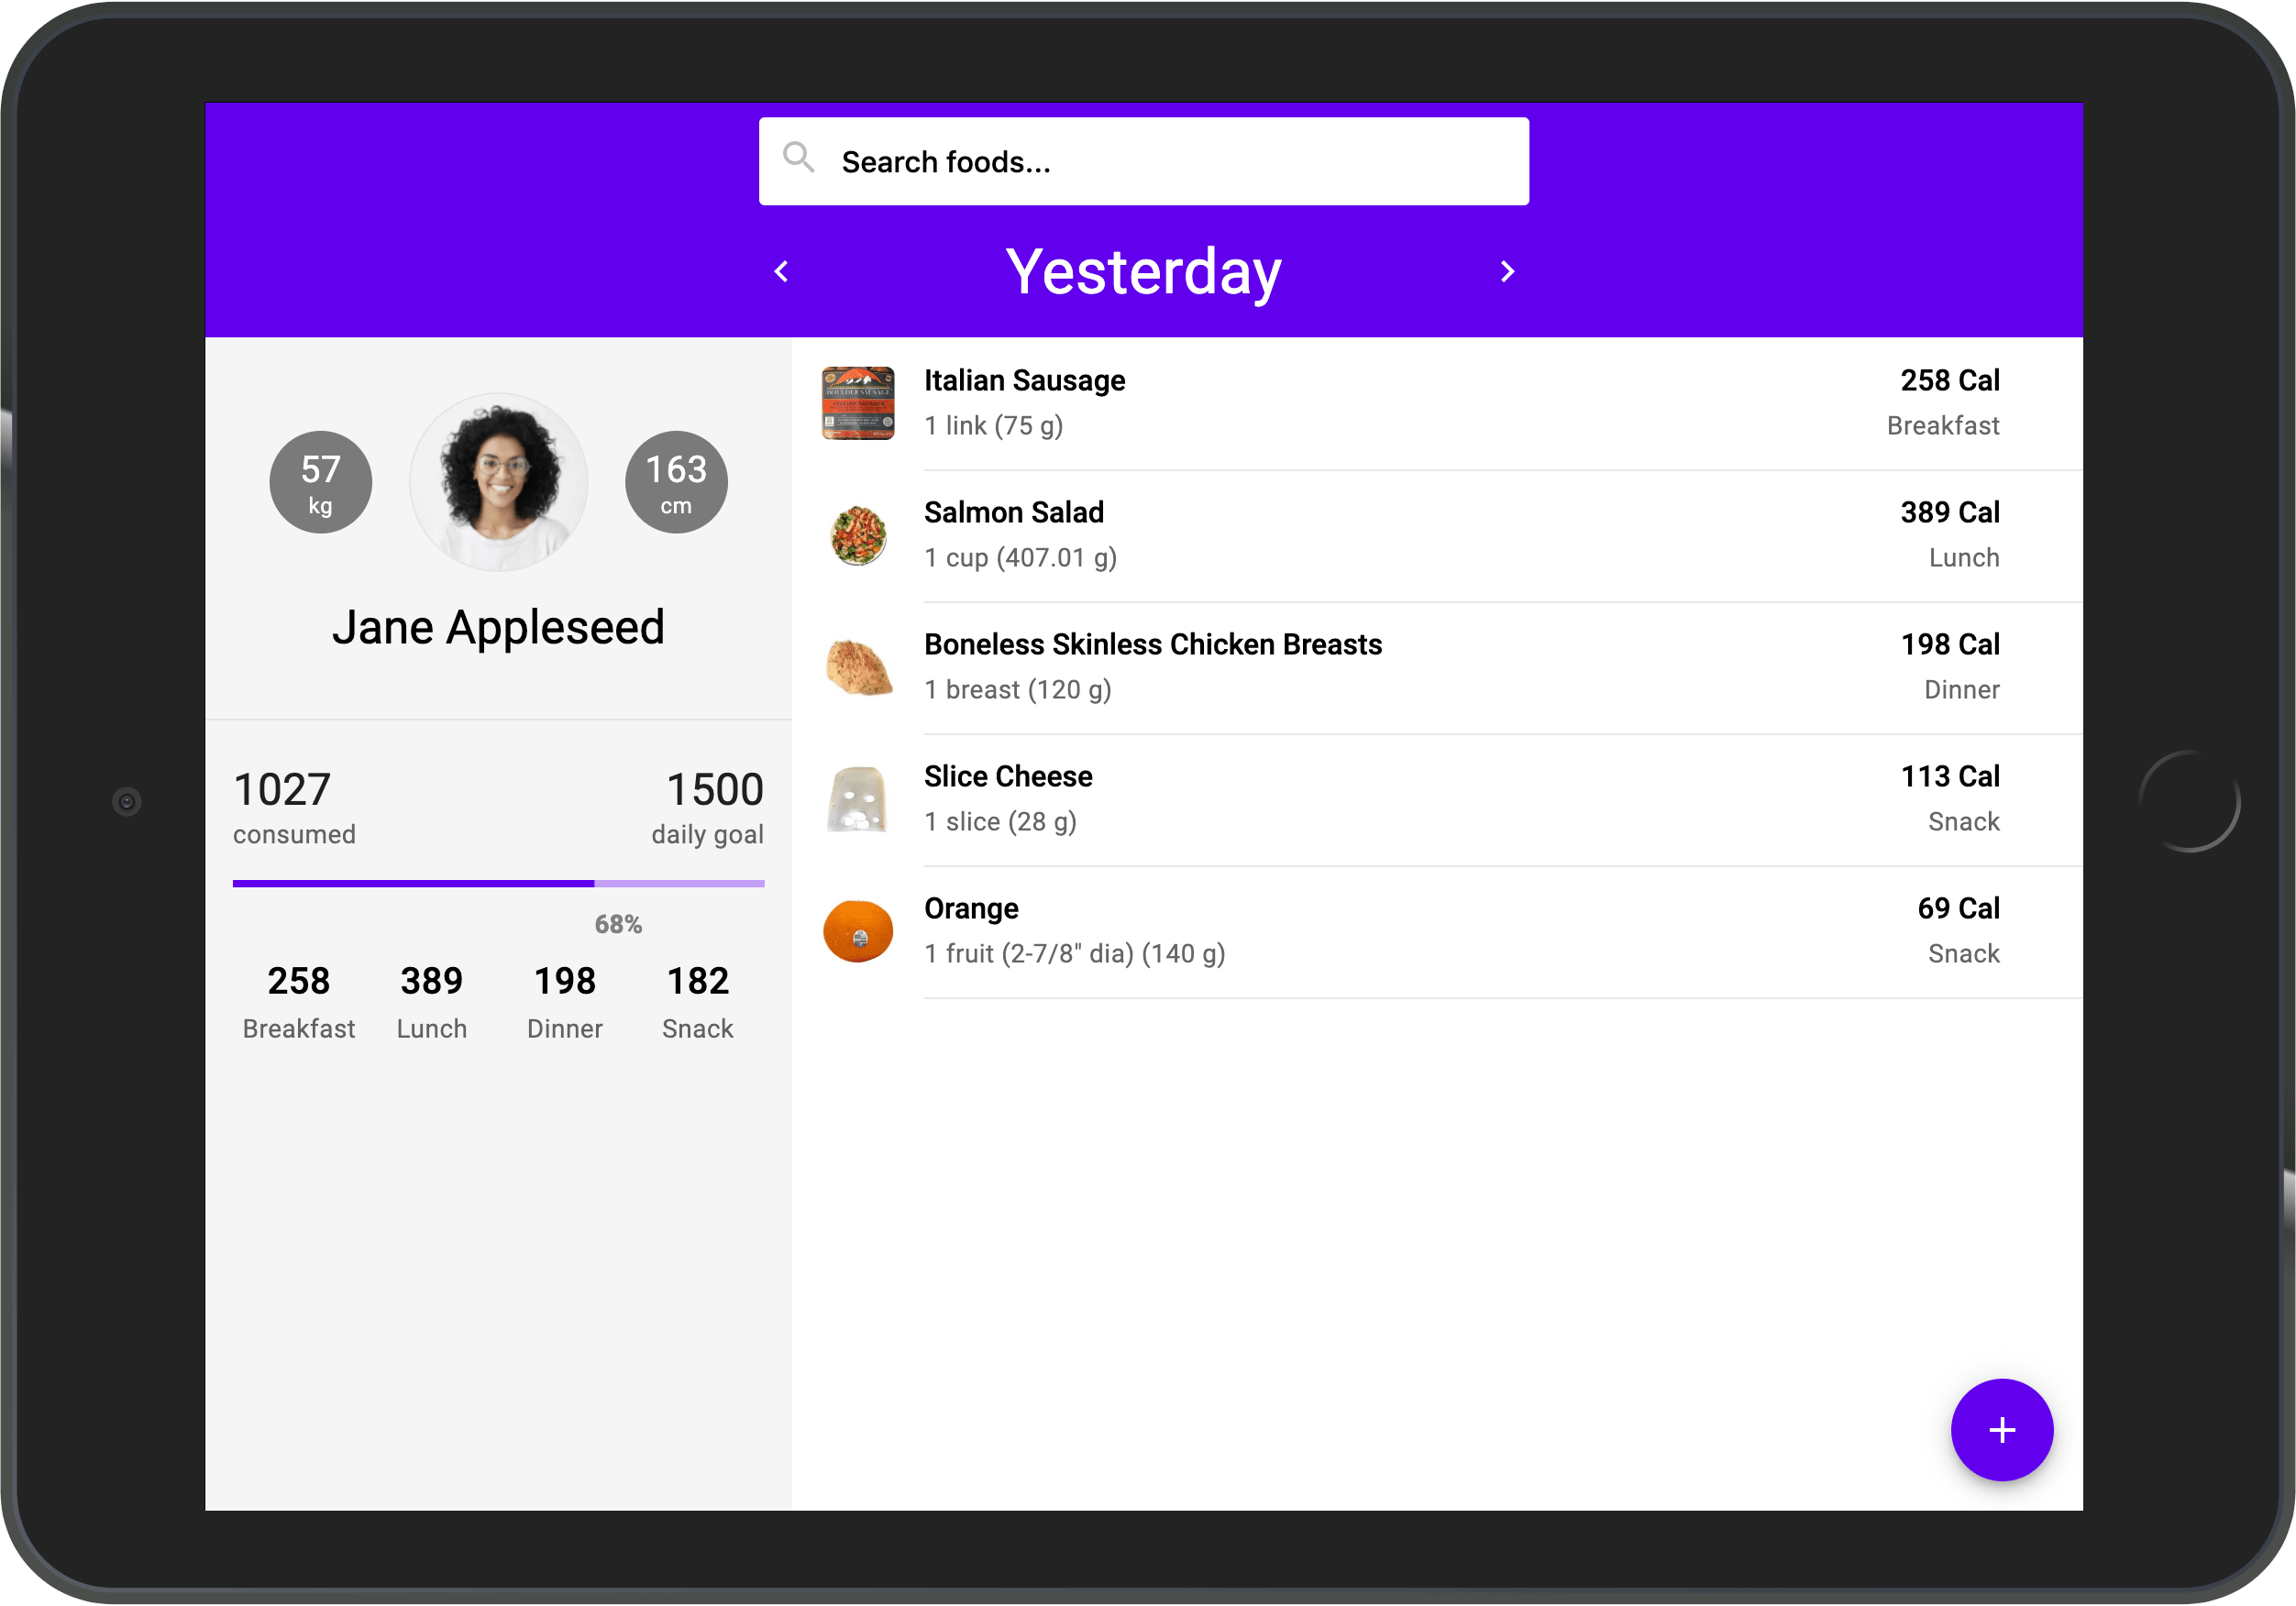 Search foods...
Yesterday
57
kg
163
cm
Jane Appleseed
1027
consumed
1500
daily goal
68%
258
Breakfast
389
Lunch
198
Dinner
182
Snack
BOULDER SAUSAGE
Italian Sausage
1 link (75 g)
258 Cal
Breakfast
Salmon Salad
1 cup (407.01 g)
389 Cal
Lunch
Boneless Skinless Chicken Breasts
1 breast (120 g)
198 Cal
Dinner
Slice Cheese
1 slice (28 g)
113 Cal
Snack
Orange
1 fruit (2-7/8" dia) (140 g)
69 Cal
Snack